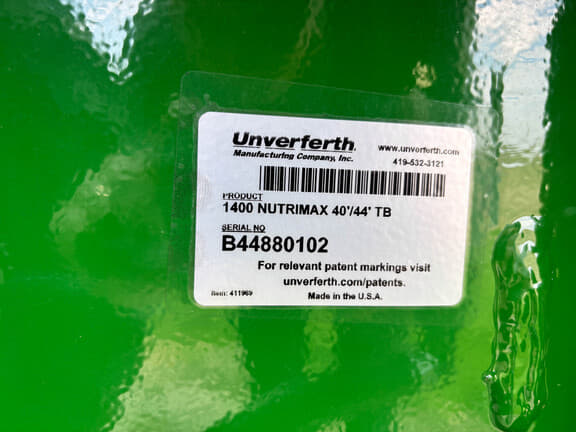 Unverferth www.unverferth.com
Manufacturing Company, Inc. 419-532-3121
PRODUCT
1400 NUTRIMAX 40'/44' TB
SERIAL NO
B44880102
For relevant patent markings visit
unverferth.com/patents.
Item: 411969 Made in the U.S.A.